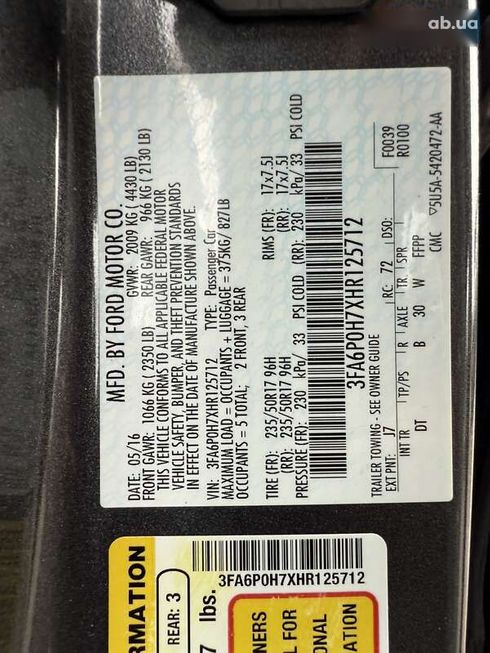 ab.ua
MFD. BY FORD MOTOR CO.
DATE: 05/16 GVWR: 2009 KG ( 4430 LB)
FRONT GAWR: 1066 KG ( 2350 LB) REAR GAWR: 966 KG ( 2130 LB)
THIS VEHICLE CONFORMS TO ALL APPLICABLE FEDERAL MOTOR
VEHICLE SAFETY, BUMPER, AND THEFT PREVENTION STANDARDS
IN EFFECT ON THE DATE OF MANUFACTURE SHOWN ABOVE.
VIN: 3FA6P0H7XHR125712 TYPE: Passenger Car
MAXIMUM LOAD = OCCUPANTS + LUGGAGE = 375KG/ 827LB
OCCUPANTS = 5 TOTAL: 2 FRONT, 3 REAR
TIRE (FR): 235/50R17 96H RIMS (FR): 17x7.5J
(RR): 235/50R17 96H (RR): 17x7.5J
PRESSURE (FR): 230 kPa/ 33 PSI COLD (RR): 230 kPa/ 33 PSI COLD
3FA6P0H7XHR125712
F0039
R0100
TRAILER TOWING - SEE OWNER GUIDE
EXT PNT: J7 RC: 72 DSO:
INT TR TP/PS R AXLE TR SPR
DT B 30 W FFPP
CMC ▽5U5A-5420472-AA
3FA6P0H7XHR125712
RMATION
REAR: 3
7 lbs.
NERS
L FOR
ONAL
ATION